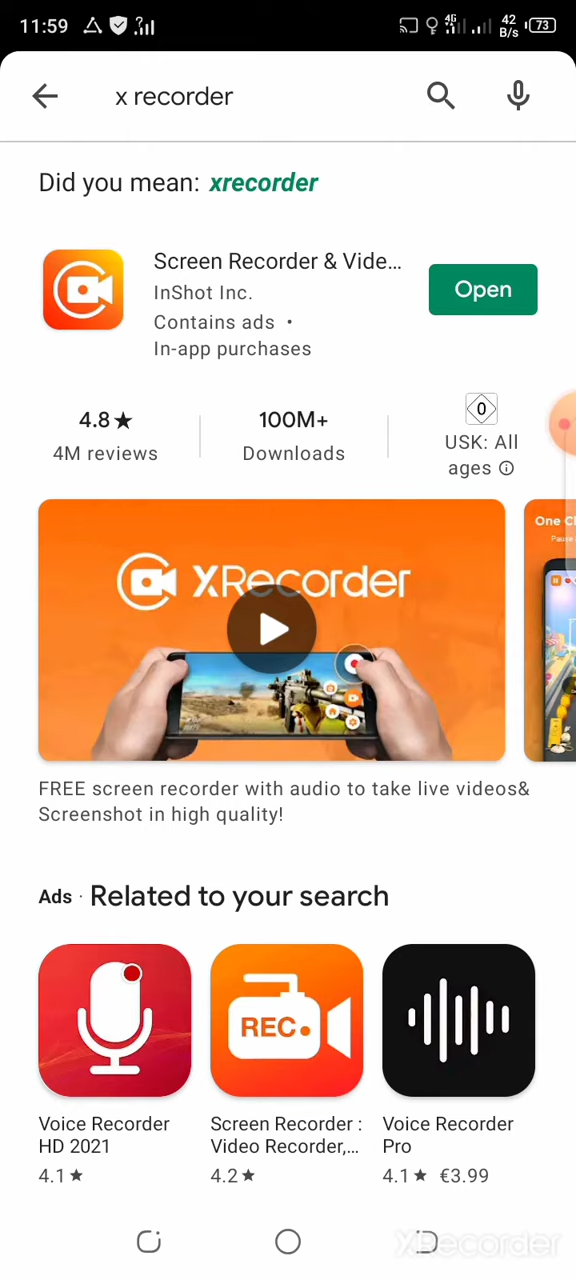 11:59 4G 42 B/s 73
x recorder
Did you mean: xrecorder
Screen Recorder & Vide...
InShot Inc.
Contains ads •
In-app purchases
Open
4.8★
4M reviews
100M+
Downloads
0
USK: All
ages
XRecorder
One Cl
Pause
FREE screen recorder with audio to take live videos&
Screenshot in high quality!
Ads · Related to your search
REC
Voice Recorder
HD 2021
4.1★
Screen Recorder :
Video Recorder,...
4.2★
Voice Recorder
Pro
4.1★ €3.99
XRecorder